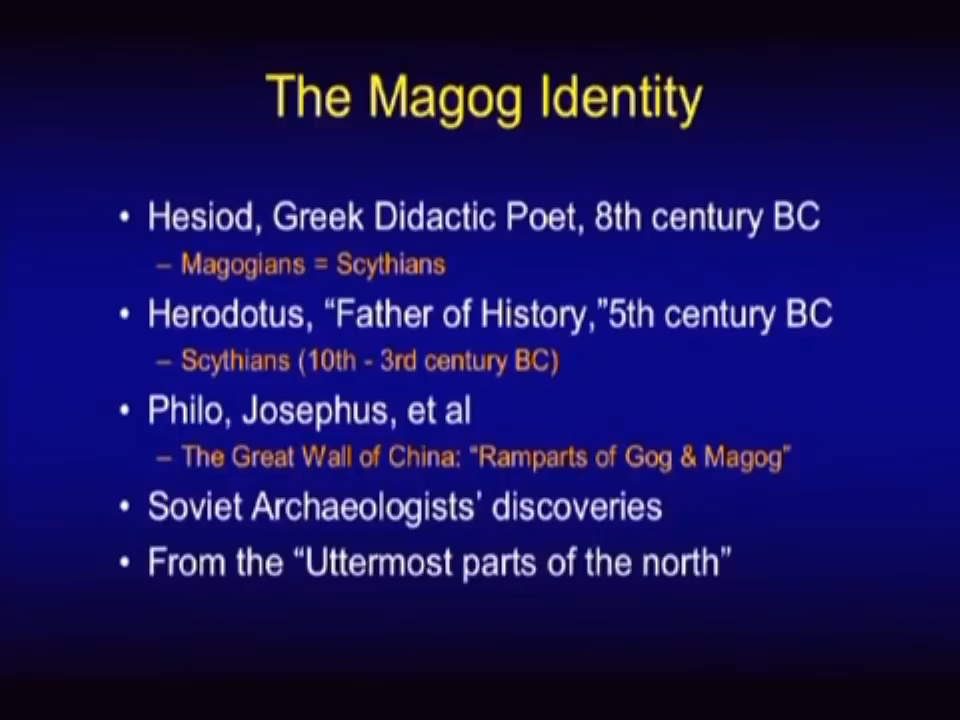 The Magog Identity
• Hesiod, Greek Didactic Poet, 8th century BC
– Magogians = Scythians
• Herodotus, “Father of History,”5th century BC
– Scythians (10th - 3rd century BC)
• Philo, Josephus, et al
– The Great Wall of China: “Ramparts of Gog & Magog”
• Soviet Archaeologists’ discoveries
• From the “Uttermost parts of the north”